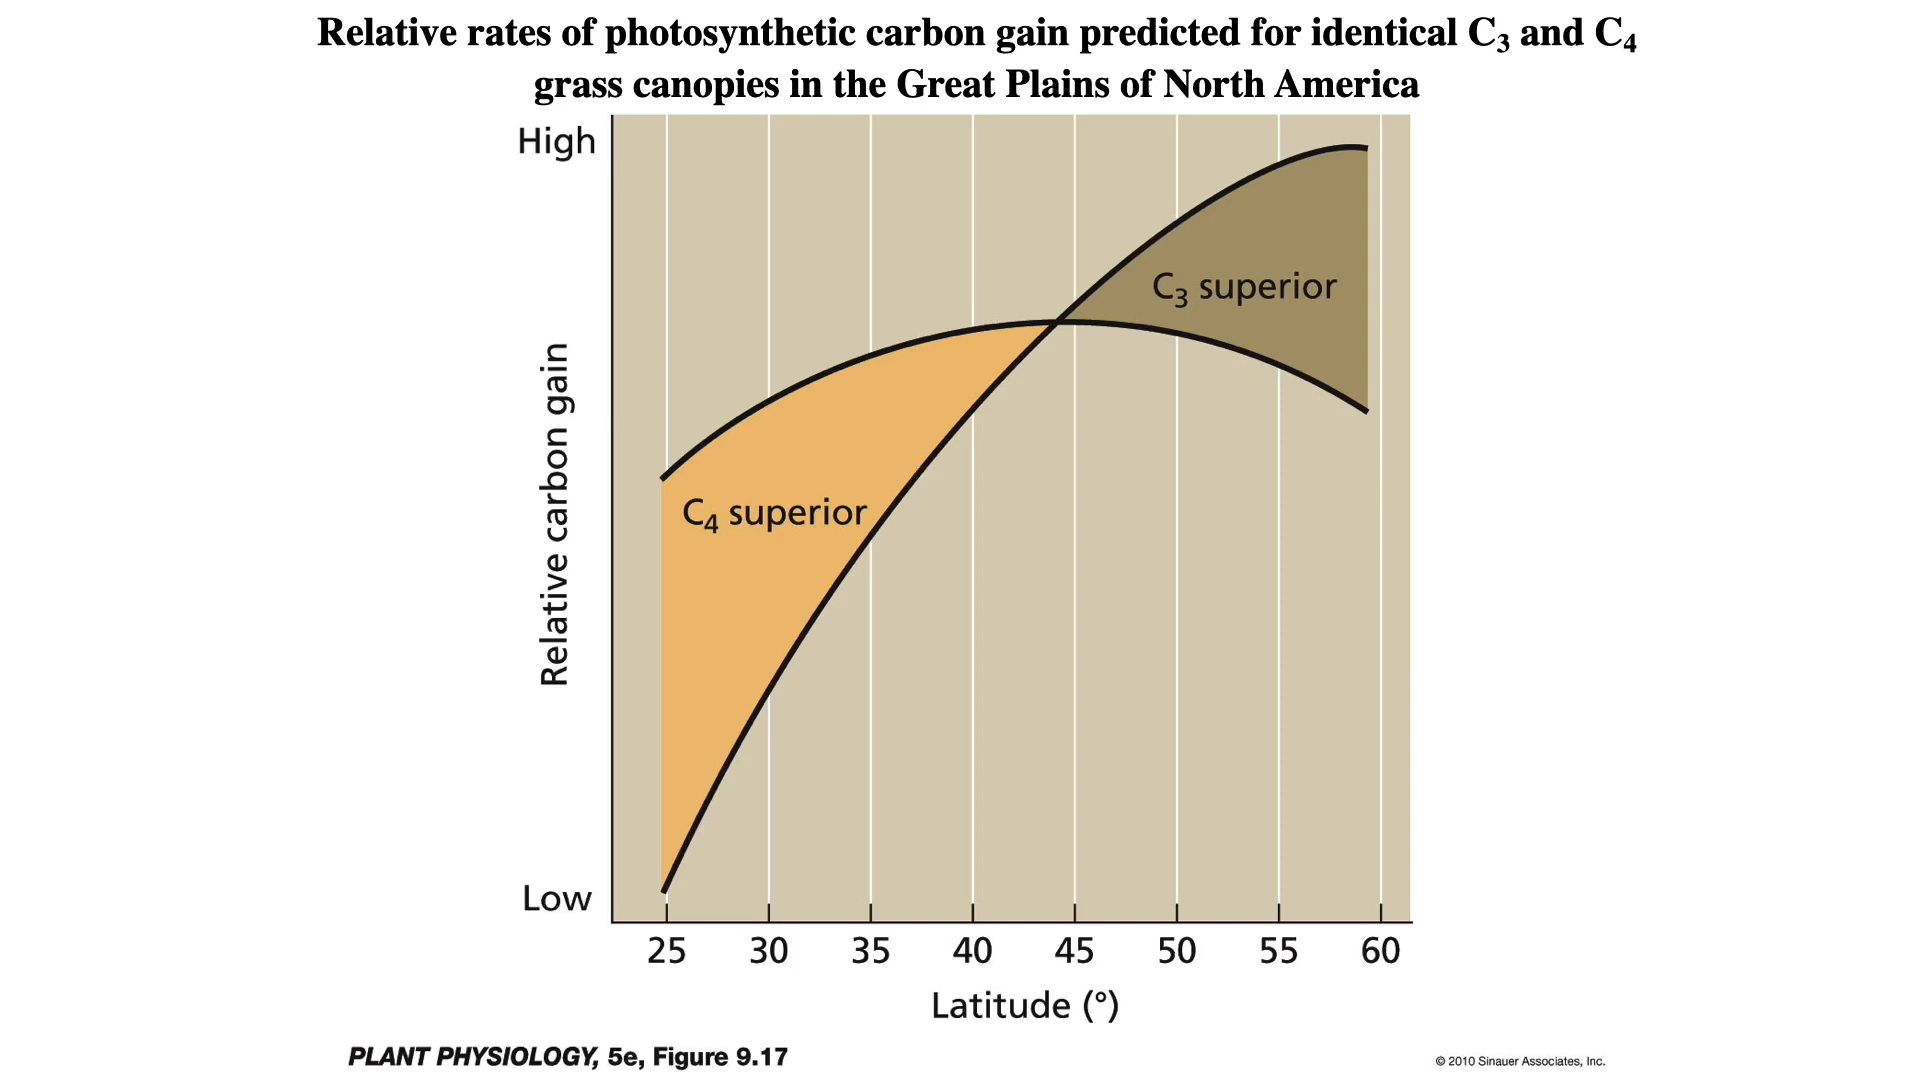 Relative rates of photosynthetic carbon gain predicted for identical C₃ and C₄
grass canopies in the Great Plains of North America
High
C₃ superior
Relative carbon gain
C₄ superior
Low
25 30 35 40 45 50 55 60
Latitude (°)
PLANT PHYSIOLOGY, 5e, Figure 9.17
© 2010 Sinauer Associates, Inc.